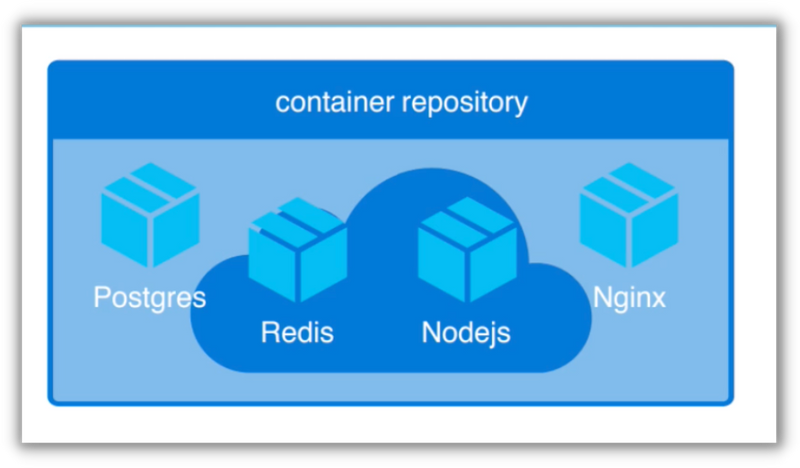 container repository
Postgres
Redis
Nodejs
Nginx